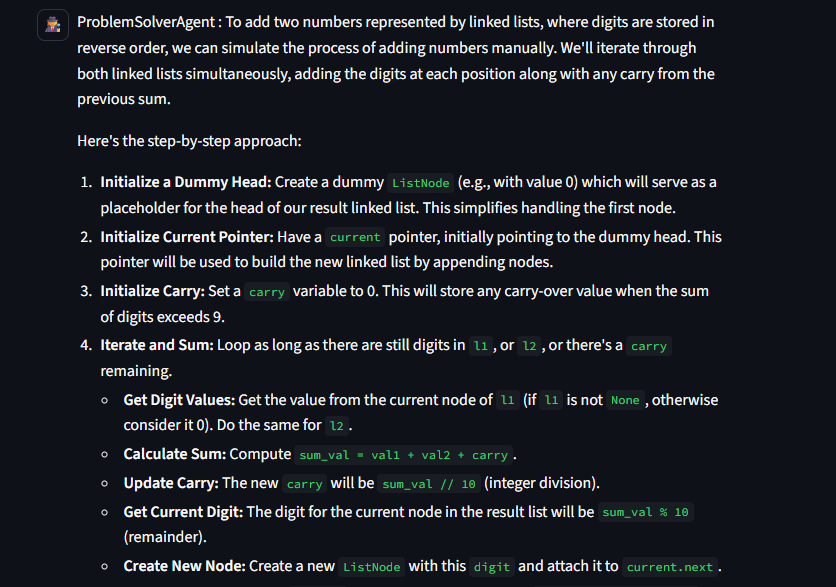 ProblemSolverAgent : To add two numbers represented by linked lists, where digits are stored in
reverse order, we can simulate the process of adding numbers manually. We'll iterate through
both linked lists simultaneously, adding the digits at each position along with any carry from the
previous sum.
Here's the step-by-step approach:
1. Initialize a Dummy Head: Create a dummy ListNode (e.g., with value 0) which will serve as a
placeholder for the head of our result linked list. This simplifies handling the first node.
2. Initialize Current Pointer: Have a current pointer, initially pointing to the dummy head. This
pointer will be used to build the new linked list by appending nodes.
3. Initialize Carry: Set a carry variable to 0. This will store any carry-over value when the sum
of digits exceeds 9.
4. Iterate and Sum: Loop as long as there are still digits in l1 , or l2 , or there's a carry
remaining.
○ Get Digit Values: Get the value from the current node of l1 (if l1 is not None , otherwise
consider it 0). Do the same for l2 .
○ Calculate Sum: Compute sum_val = val1 + val2 + carry .
○ Update Carry: The new carry will be sum_val // 10 (integer division).
○ Get Current Digit: The digit for the current node in the result list will be sum_val % 10
(remainder).
○ Create New Node: Create a new ListNode with this digit and attach it to current.next .